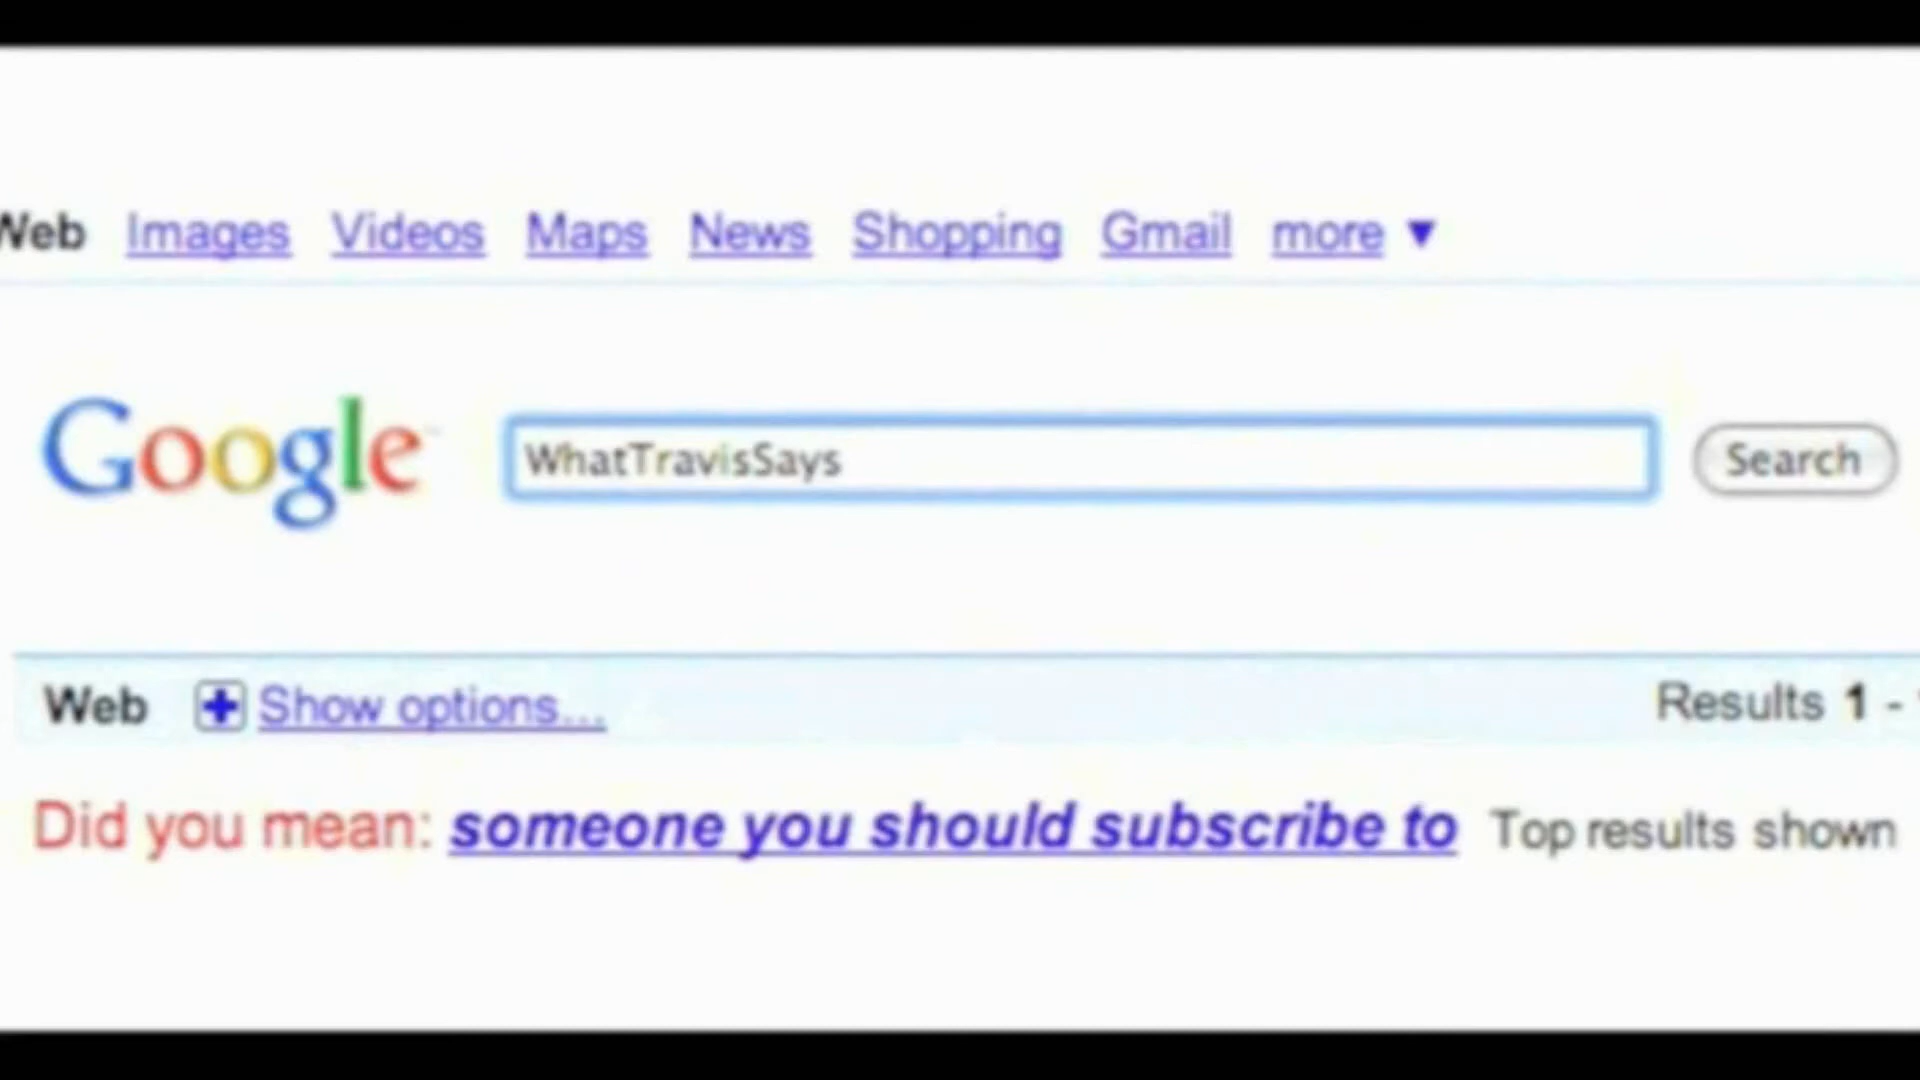 Web Images Videos Maps News Shopping Gmail more ▼
Google WhatTravisSays Search
Web Show options... Results 1 -
Did you mean: someone you should subscribe to Top results shown